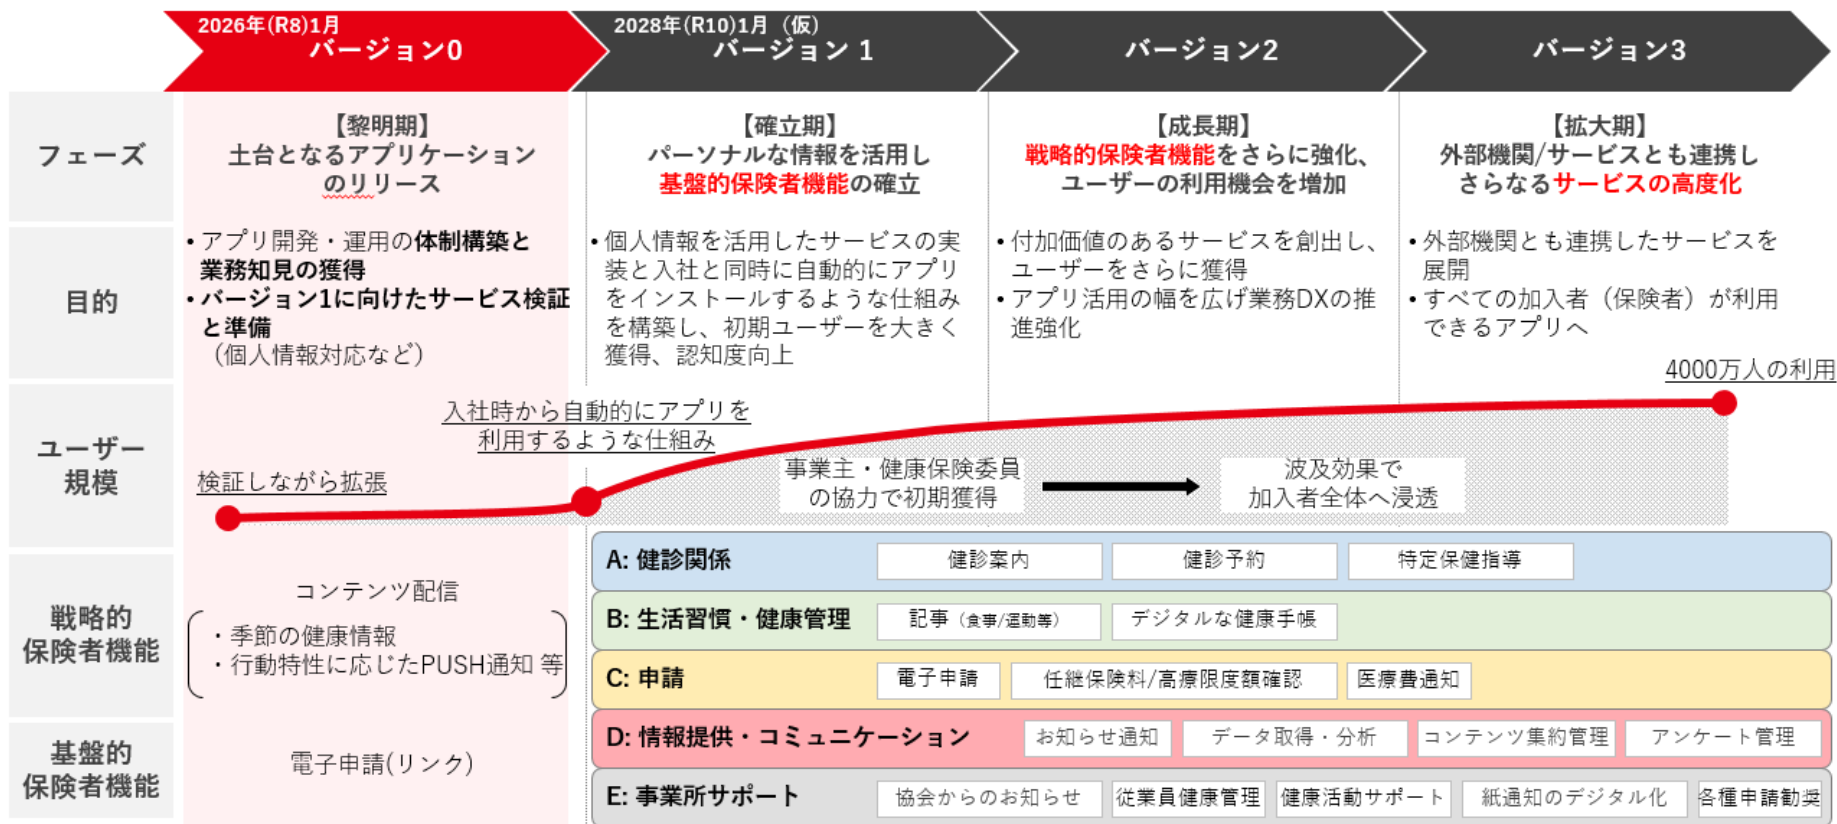 2026年(R8)1月
バージョン0
2028年(R10)1月（仮）
バージョン 1
バージョン2
バージョン3
フェーズ
【黎明期】
土台となるアプリケーション
のリリース
【確立期】
パーソナルな情報を活用し
基盤的保険者機能の確立
【成長期】
戦略的保険者機能をさらに強化、
ユーザーの利用機会を増加
【拡大期】
外部機関/サービスとも連携し
さらなるサービスの高度化
目的
• アプリ開発・運用の体制構築と
業務知見の獲得
• バージョン1に向けたサービス検証
と準備
（個人情報対応など）
• 個人情報を活用したサービスの実
装と入社と同時に自動的にアプリ
をインストールするような仕組み
を構築し、初期ユーザーを大きく
獲得、認知度向上
• 付加価値のあるサービスを創出し、
ユーザーをさらに獲得
• アプリ活用の幅を広げ業務DXの推
進強化
• 外部機関とも連携したサービスを
展開
• すべての加入者（保険者）が利用
できるアプリへ
ユーザー
規模
検証しながら拡張
入社時から自動的にアプリを
利用するような仕組み
事業主・健康保険委員
の協力で初期獲得
波及効果で
加入者全体へ浸透
4000万人の利用
戦略的
保険者機能
コンテンツ配信
・季節の健康情報
・行動特性に応じたPUSH通知 等
A: 健診関係
健診案内
健診予約
特定保健指導
B: 生活習慣・健康管理
記事（食事/運動等）
デジタルな健康手帳
C: 申請
電子申請
任継保険料/高療限度額確認
医療費通知
基盤的
保険者機能
電子申請(リンク)
D: 情報提供・コミュニケーション
お知らせ通知
データ取得・分析
コンテンツ集約管理
アンケート管理
E: 事業所サポート
協会からのお知らせ
従業員健康管理
健康活動サポート
紙通知のデジタル化
各種申請勧奨